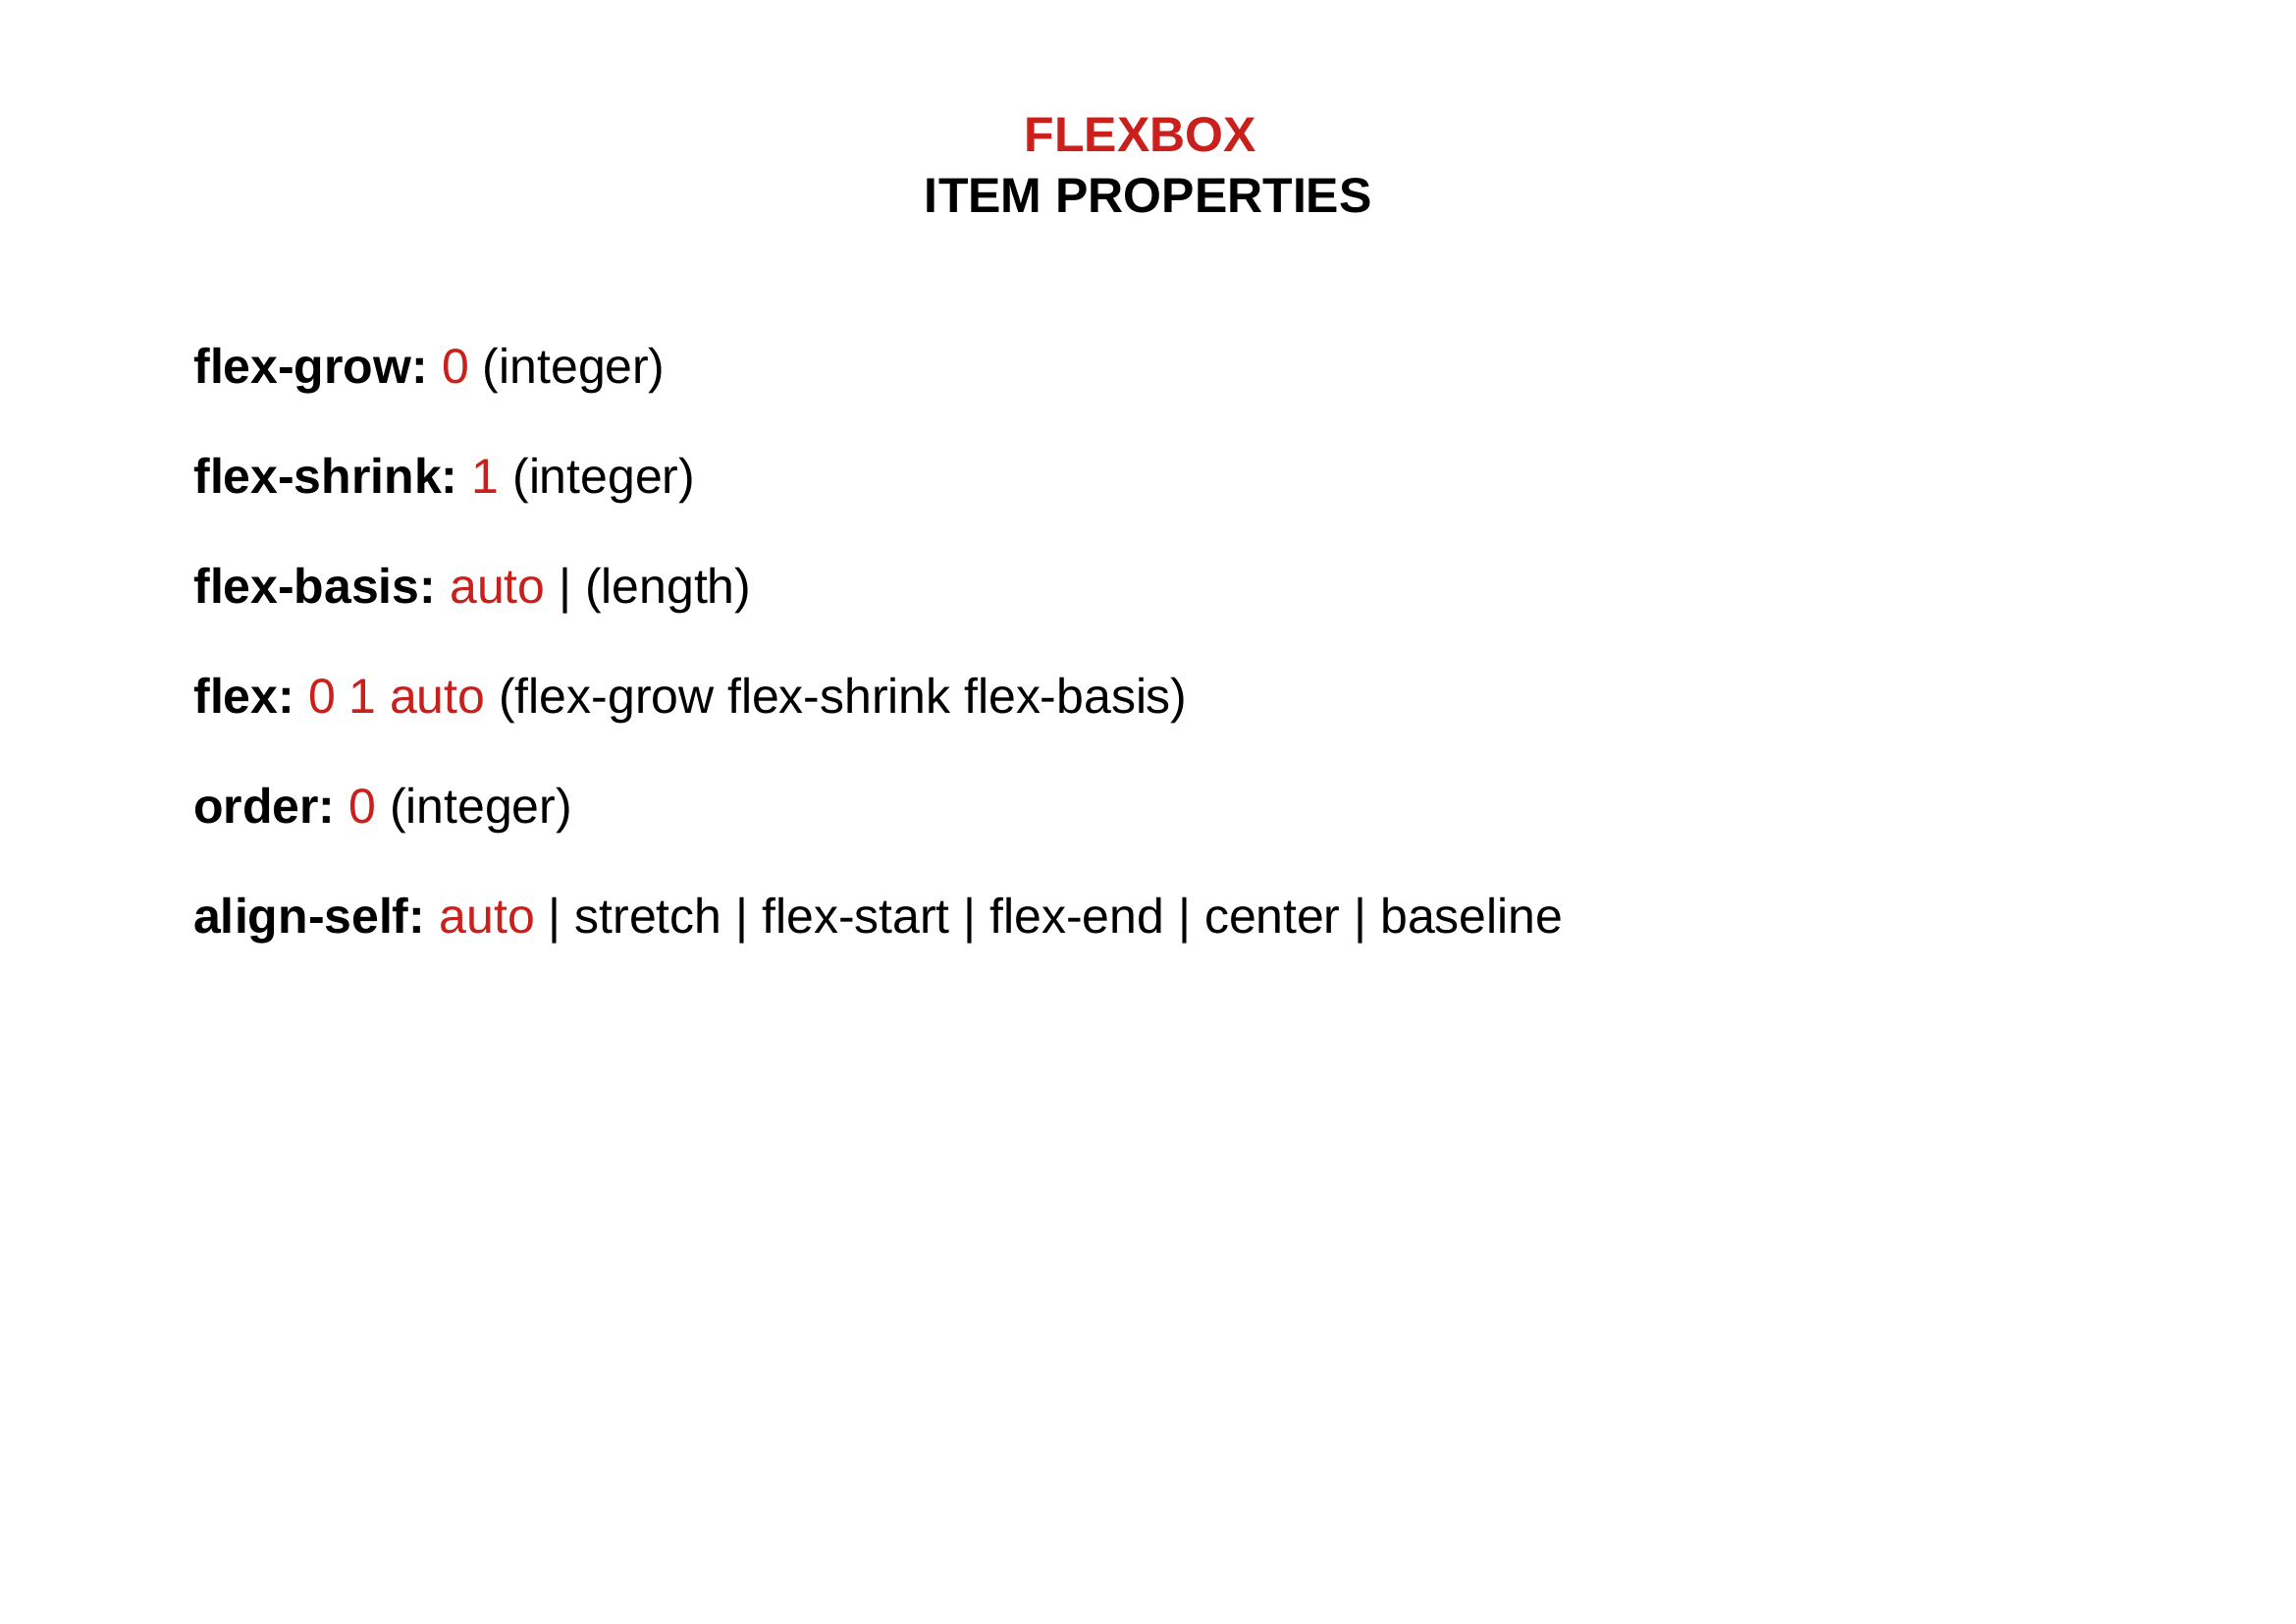 FLEXBOX
ITEM PROPERTIES
flex-grow: 0 (integer)
flex-shrink: 1 (integer)
flex-basis: auto | (length)
flex: 0 1 auto (flex-grow flex-shrink flex-basis)
order: 0 (integer)
align-self: auto | stretch | flex-start | flex-end | center | baseline